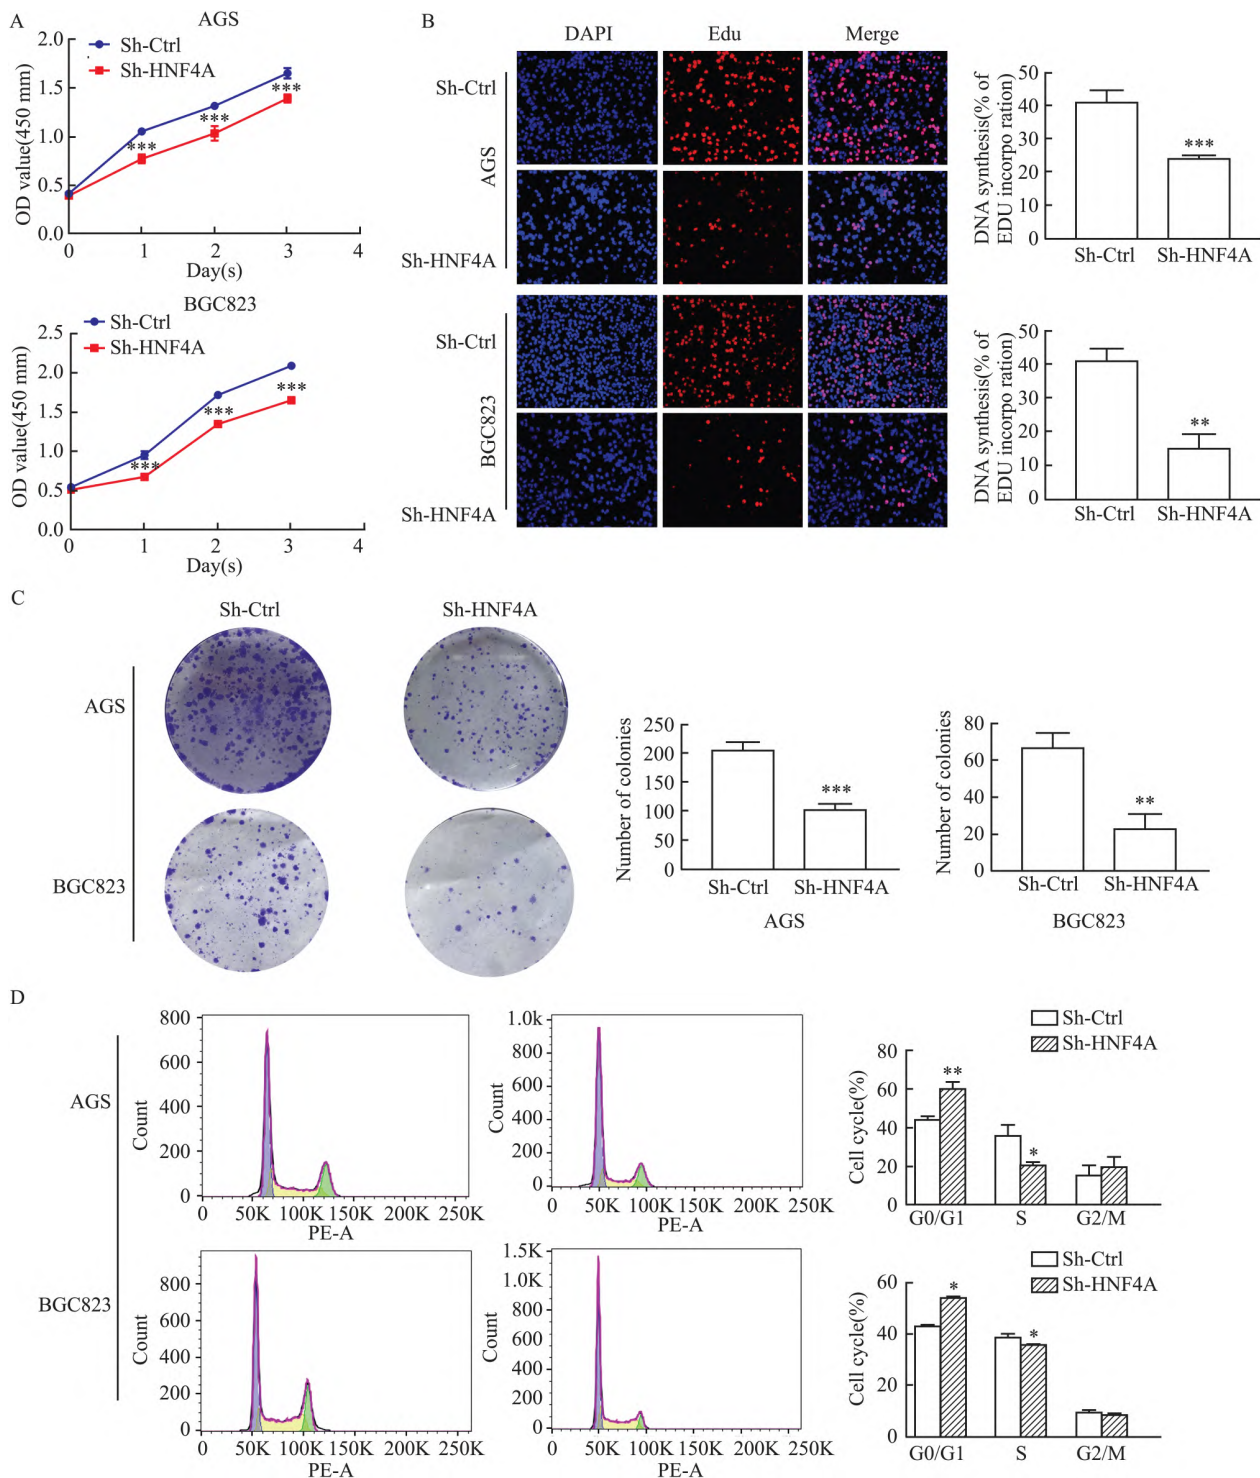 A
AGS
Sh-Ctrl
Sh-HNF4A
OD value(450 mm)
2.0
1.5
1.0
0.5
0.0
***
***
***
0
1
2
3
4
Day(s)
BGC823
Sh-Ctrl
Sh-HNF4A
OD value(450 mm)
2.5
2.0
1.5
1.0
0.5
0.0
***
***
***
0
1
2
3
4
Day(s)
B
DAPI
Edu
Merge
AGS
Sh-Ctrl
Sh-HNF4A
BGC823
Sh-Ctrl
Sh-HNF4A
DNA synthesis(% of
EDU incorpo ration)
50
40
30
20
10
0
***
Sh-Ctrl
Sh-HNF4A
DNA synthesis(% of
EDU incorpo ration)
50
40
30
20
10
0
**
Sh-Ctrl
Sh-HNF4A
C
Sh-Ctrl
Sh-HNF4A
AGS
BGC823
Number of colonies
250
200
150
100
50
0
***
Sh-Ctrl
Sh-HNF4A
AGS
Number of colonies
80
60
40
20
0
**
Sh-Ctrl
Sh-HNF4A
BGC823
D
AGS
BGC823
Count
800
600
400
200
0
0
50K
100K
150K
200K
250K
PE-A
Count
1.0k
800
600
400
200
0
0
50K
100K
150K
200K
250K
PE-A
Sh-Ctrl
Sh-HNF4A
Cell cycle(%)
80
60
40
20
0
**
*
G0/G1
S
G2/M
Count
800
600
400
200
0
0
50K
100K
150K
200K
250K
PE-A
Count
1.5K
1.0K
800
600
400
200
0
0
50K
100K
150K
200K
250K
PE-A
Sh-Ctrl
Sh-HNF4A
Cell cycle(%)
60
40
20
0
*
*
G0/G1
S
G2/M